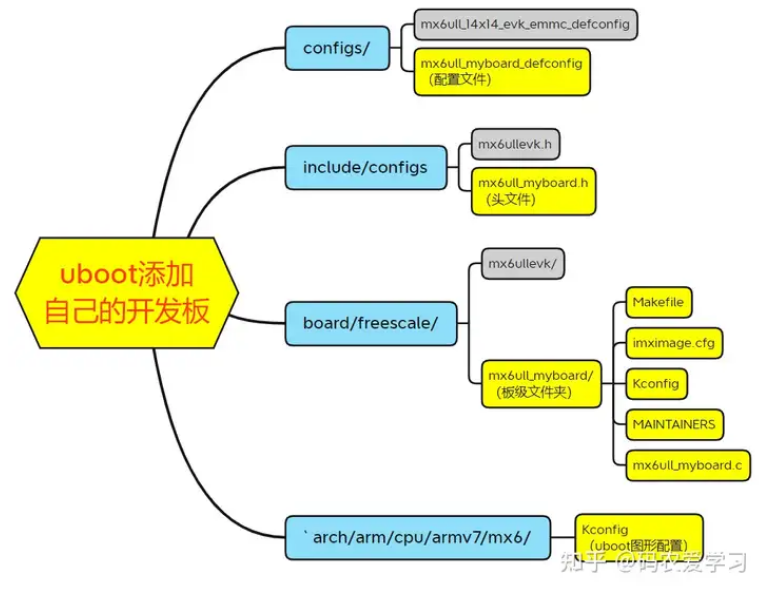 mx6ull_14x14_evk_emmc_defconfig
configs/
mx6ull_myboard_defconfig
（配置文件)
mx6ullevk.h
include/configs
mx6ull_myboard.h
（头文件)
uboot添加
自己的开发板
mx6ullevk/
board/freescale/
mx6ull_myboard/
（板级文件夹)
Makefile
imximage.cfg
Kconfig
MAINTAINERS
mx6ull_myboard.c
`arch/arm/cpu/armv7/mx6/
Kconfig
（uboot图形配置）
知乎 @码农爱学习